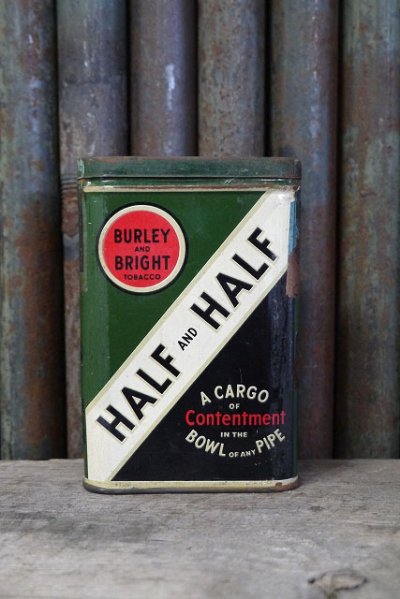 BURLEY
AND
BRIGHT
TOBACCO
HALF AND HALF
A CARGO
OF
Contentment
IN THE
BOWL OF ANY PIPE